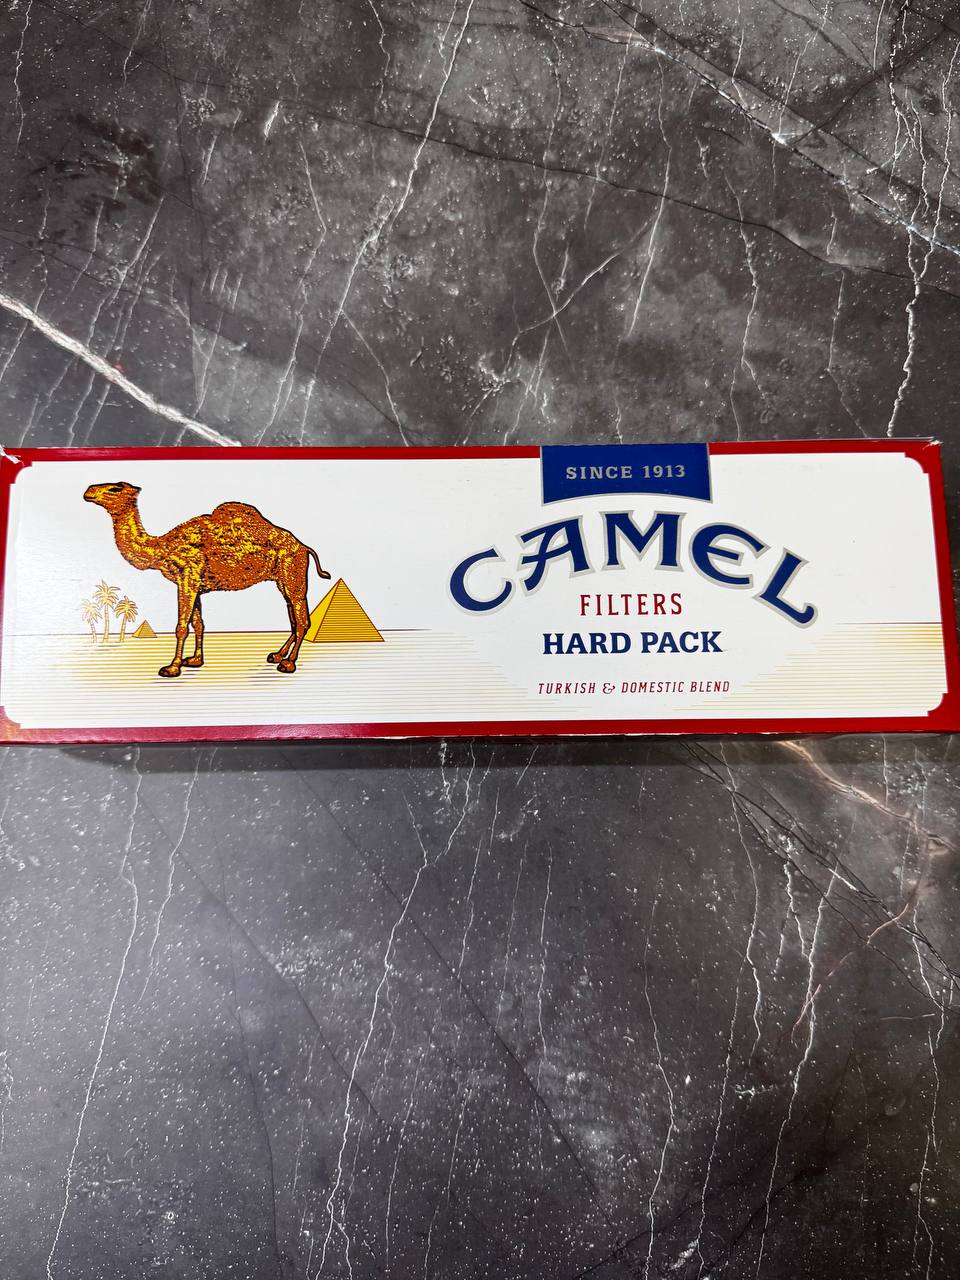 SINCE 1913
CAMEL
FILTERS
HARD PACK
TURKISH & DOMESTIC BLEND